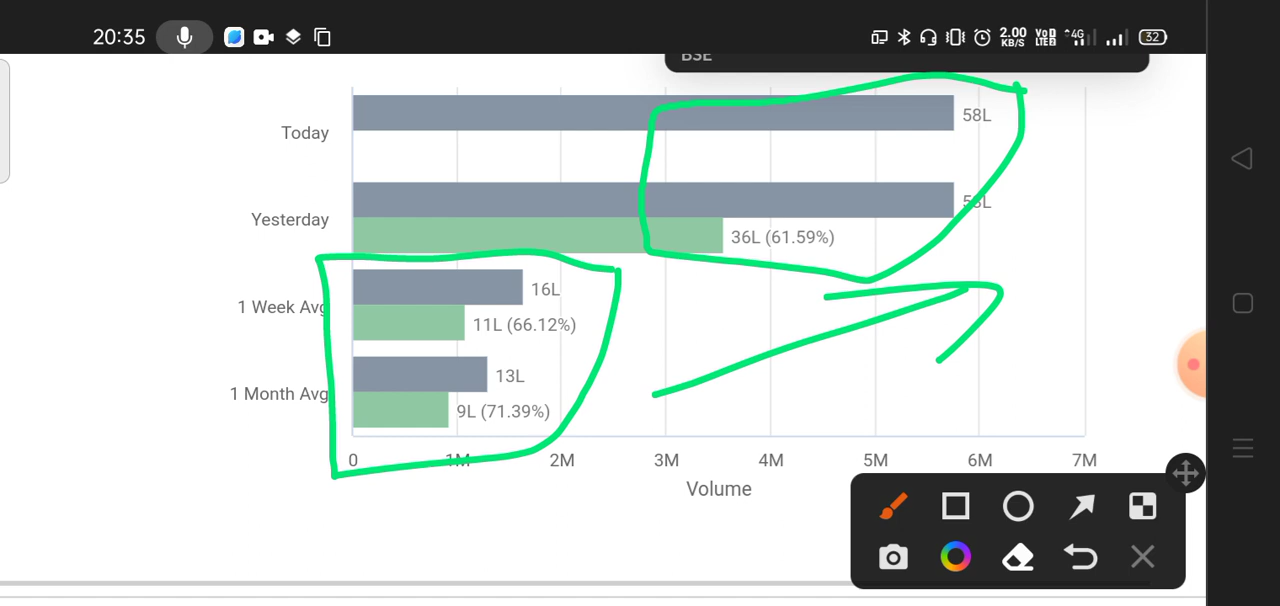 20:35 2.00 KB/S VoD LTE 4G 32
BSE
Today 58L
Yesterday 58L
36L (61.59%)
1 Week Avg 16L
11L (66.12%)
1 Month Avg 13L
9L (71.39%)
0 1M 2M 3M 4M 5M 6M 7M
Volume